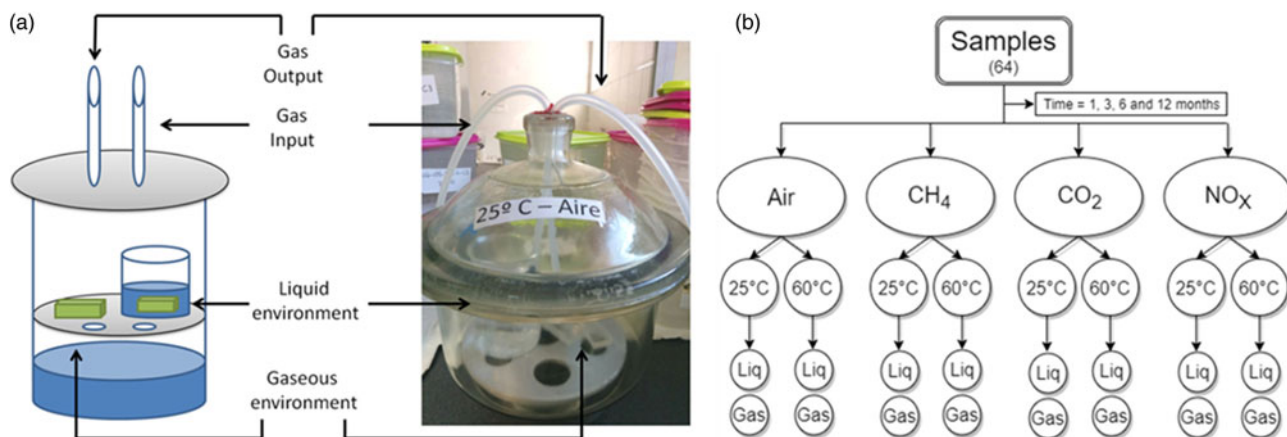 (a)
Gas
Output
Gas
Input
Liquid
environment
Gaseous
environment
25º C – Aire
(b)
Samples
(64)
Time = 1, 3, 6 and 12 months
Air
CH4
CO2
NOX
25°C
60°C
25°C
60°C
25°C
60°C
25°C
60°C
Liq
Liq
Liq
Liq
Liq
Liq
Liq
Liq
Gas
Gas
Gas
Gas
Gas
Gas
Gas
Gas